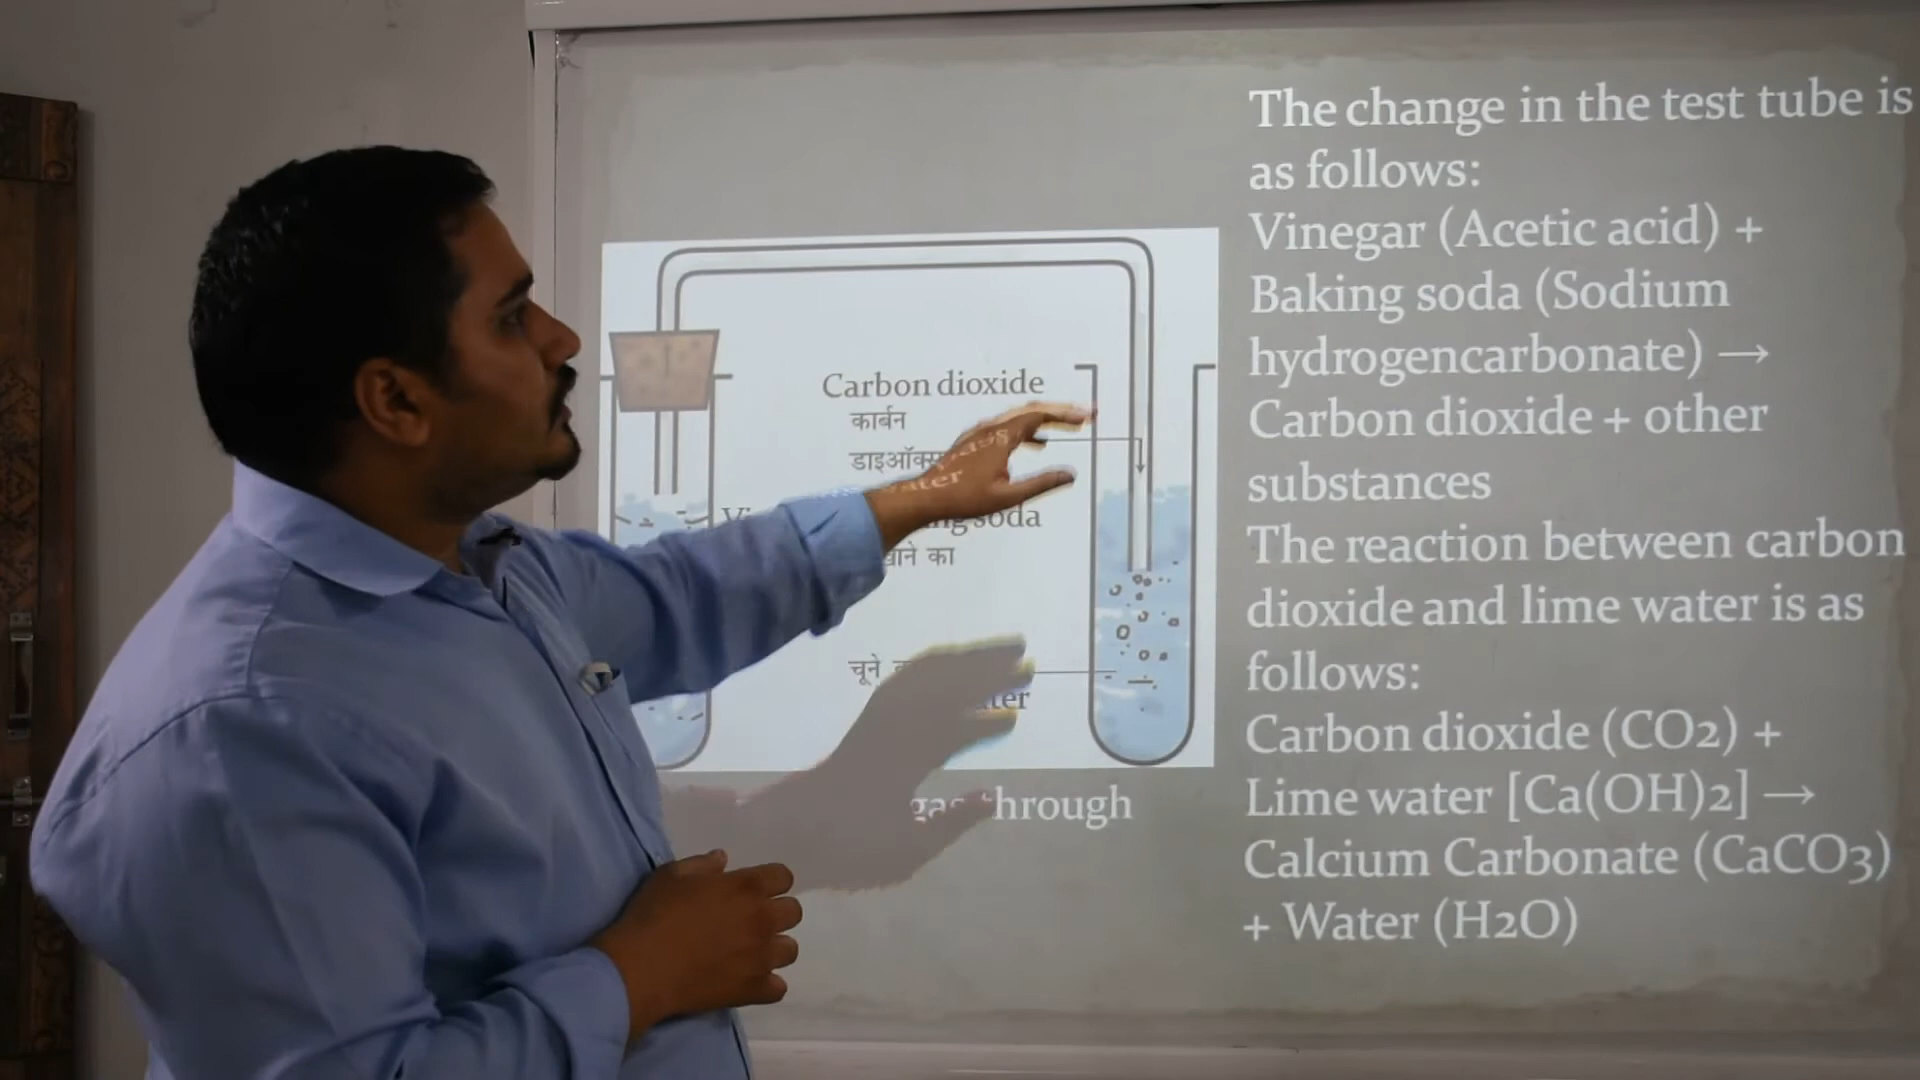 Carbon dioxide
कार्बन
soda
खाने का
चूने
gas through
The change in the test tube is
as follows:
Vinegar (Acetic acid) +
Baking soda (Sodium
hydrogencarbonate) →
Carbon dioxide + other
substances
The reaction between carbon
dioxide and lime water is as
follows:
Carbon dioxide (CO2) +
Lime water [Ca(OH)2] →
Calcium Carbonate (CaCO3)
+ Water (H2O)